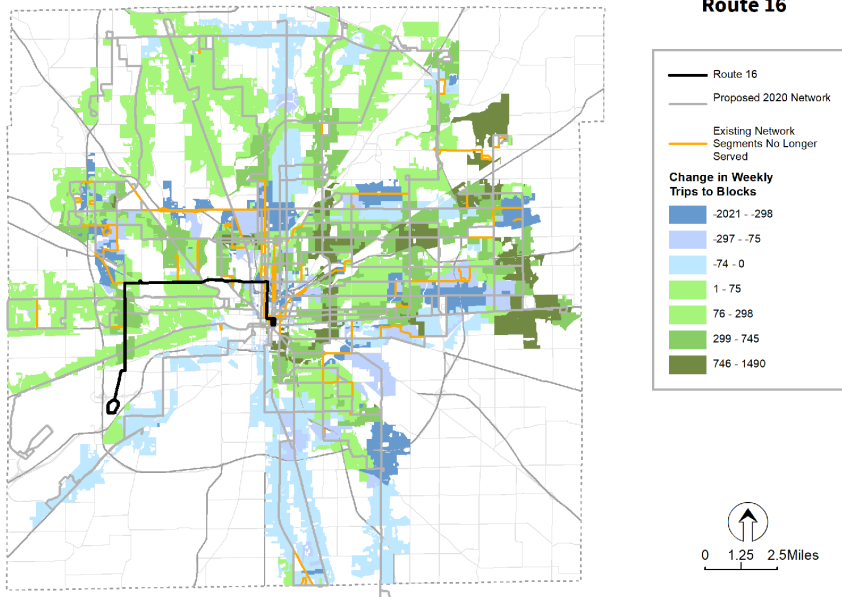 Route 16
Route 16
Proposed 2020 Network
Existing Network
Segments No Longer
Served
Change in Weekly
Trips to Blocks
-2021 - -298
-297 - -75
-74 - 0
1 - 75
76 - 298
299 - 745
746 - 1490
0 1.25 2.5Miles